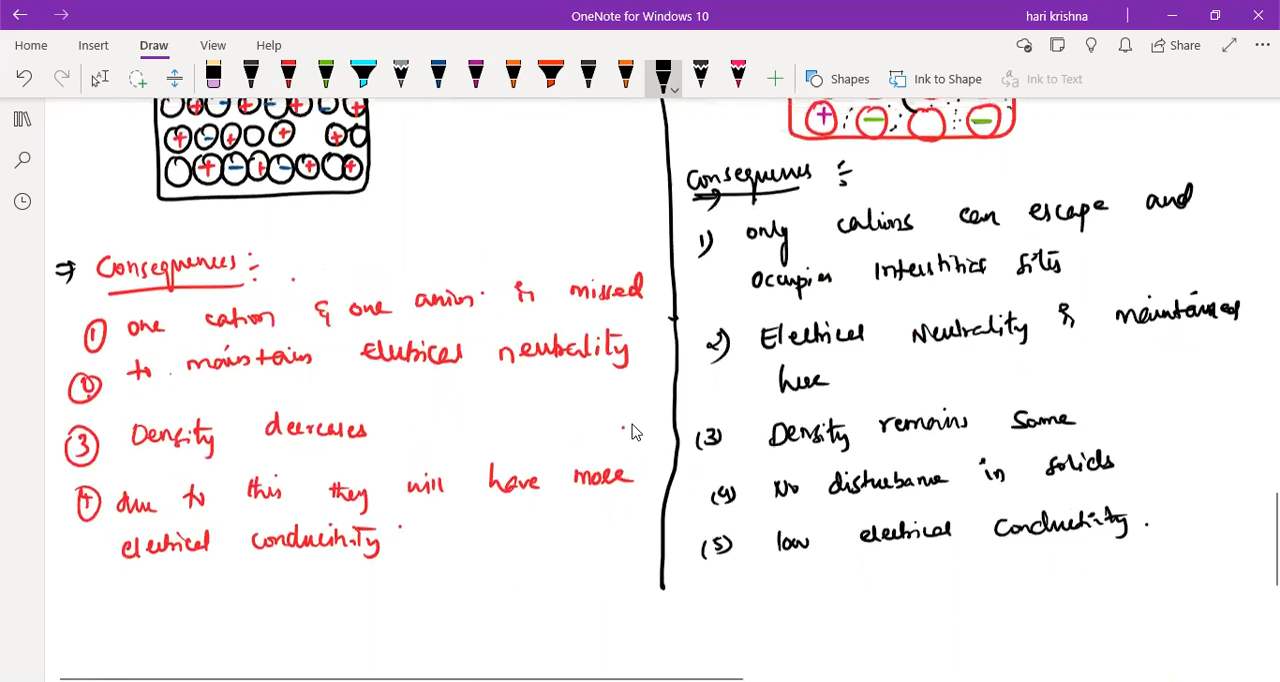 OneNote for Windows 10
hari krishna
Home Insert Draw View Help
Share
Shapes
Ink to Shape
Ink to Text
⇒ Consequences :-
① one cation & one anion is missed
② to maintain electrical neutrality
③ Density decreases
④ due to this they will have more
electrical conductivity
Consequences :-
1) only cations can escape and
occupies Interstitial sites
2) Electrical Neutrality is maintained
here
(3) Density remains Same
(4) No disturbance in solids
(5) low electrical conductivity.